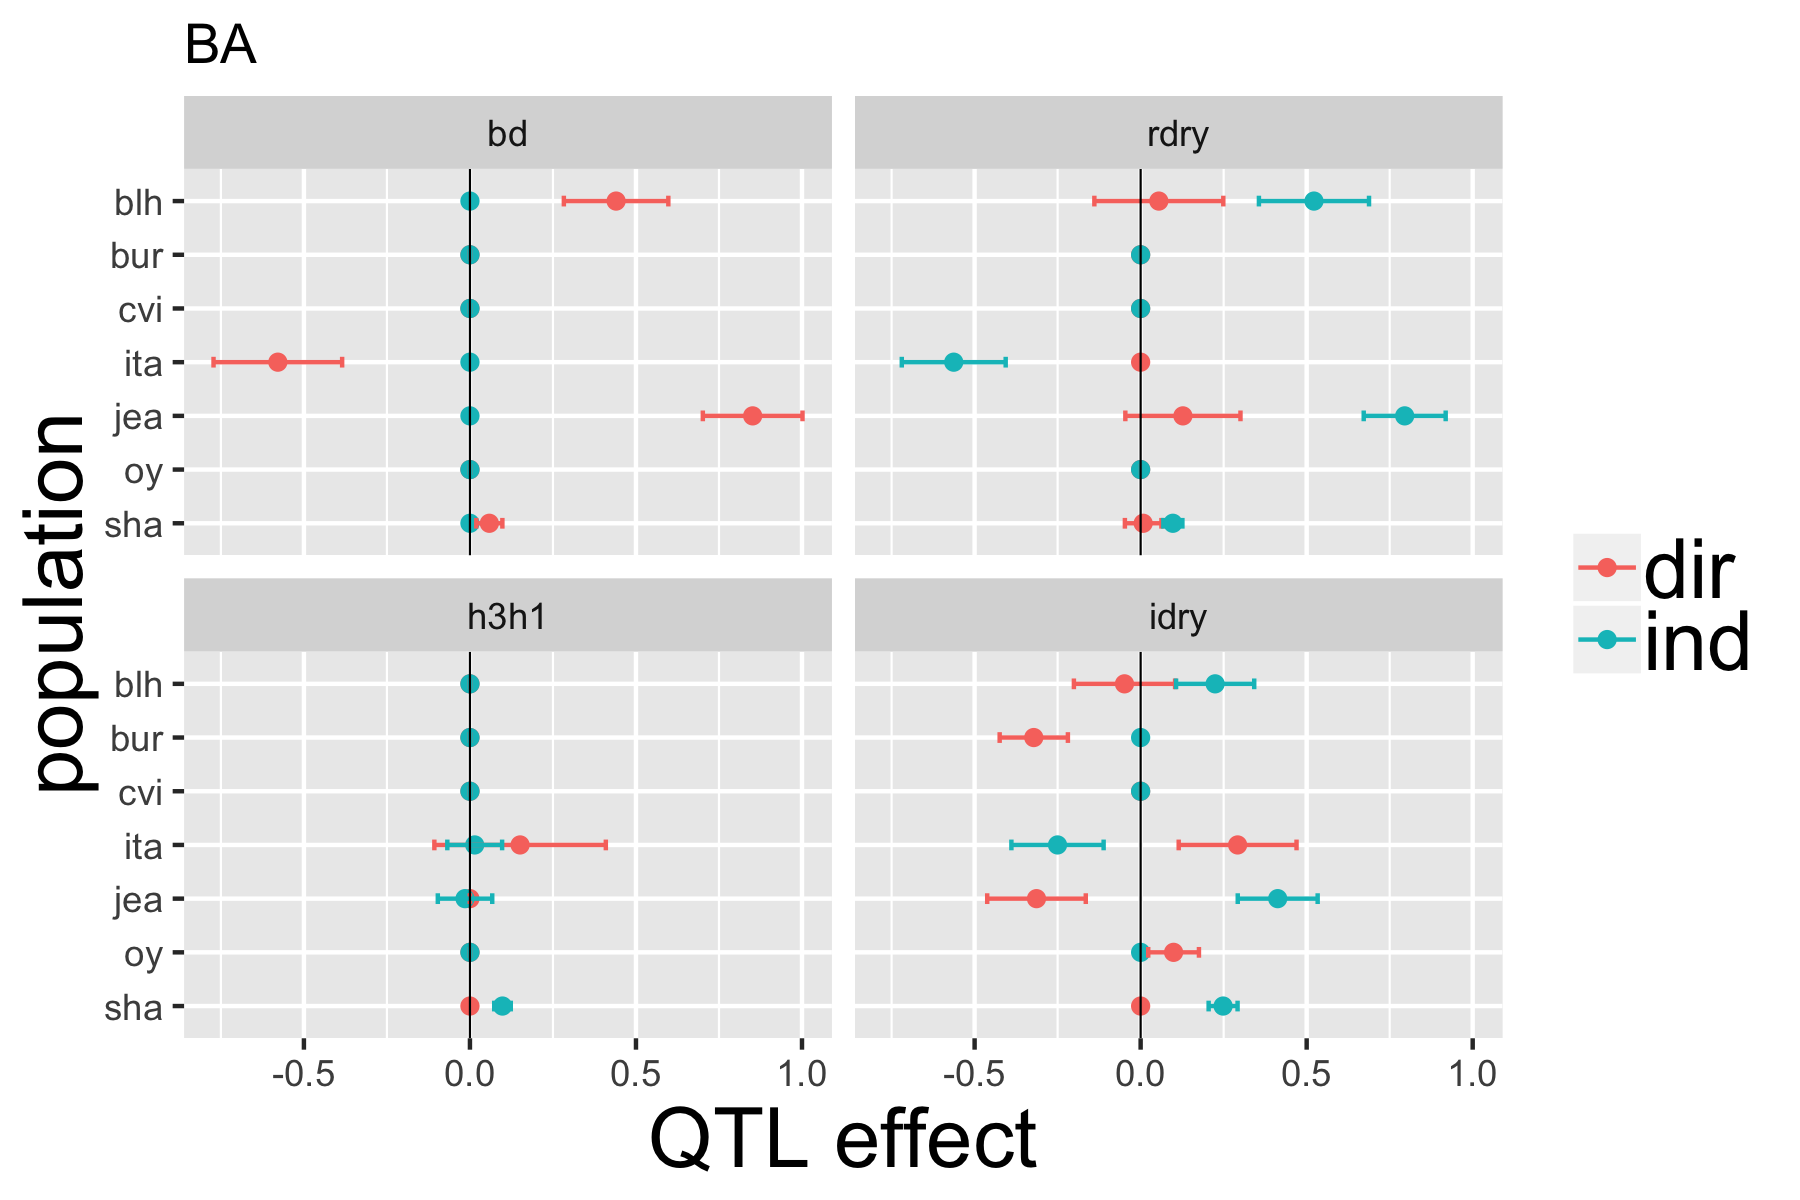 BA
bd
rdry
blh
bur
cvi
ita
jea
oy
sha
h3h1
idry
blh
bur
cvi
ita
jea
oy
sha
-0.5 0.0 0.5 1.0
-0.5 0.0 0.5 1.0
QTL effect
population
dir
ind